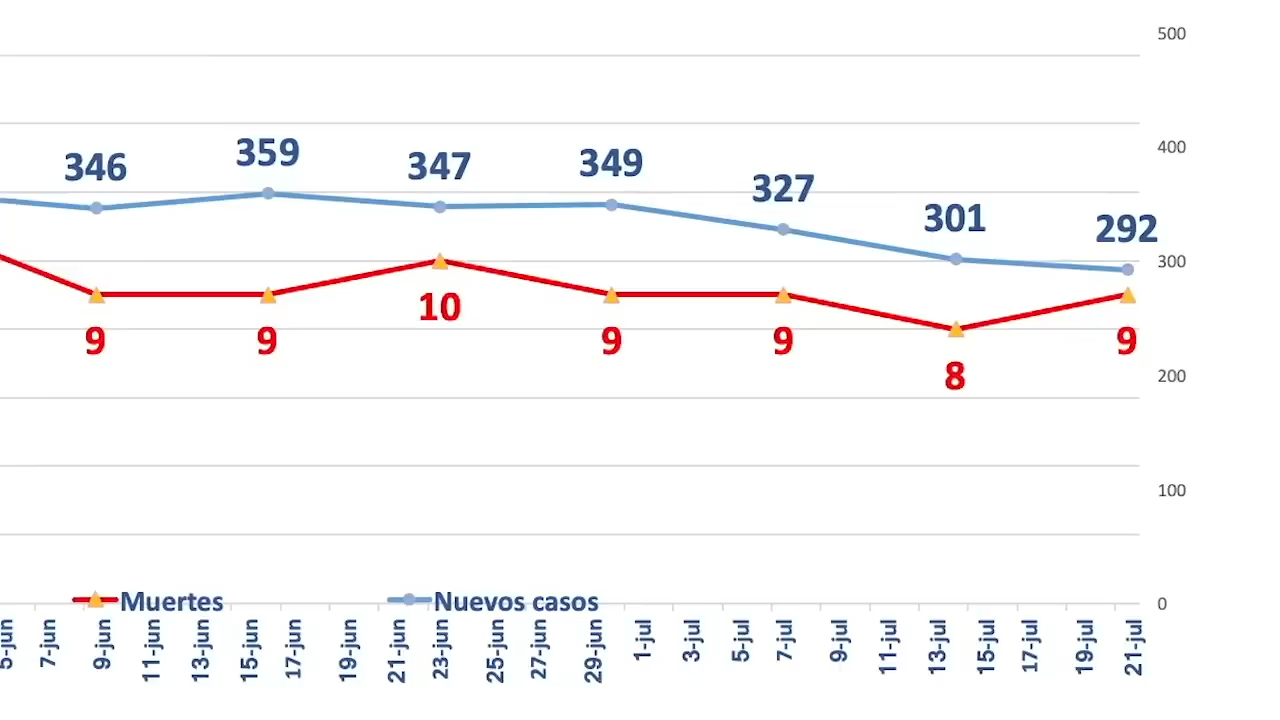 500
400
300
200
100
0
346
359
347
349
327
301
292
9
9
10
9
9
8
9
Muertes
Nuevos casos
5-jun
7-jun
9-jun
11-jun
13-jun
15-jun
17-jun
19-jun
21-jun
23-jun
25-jun
27-jun
29-jun
1-jul
3-jul
5-jul
7-jul
9-jul
11-jul
13-jul
15-jul
17-jul
19-jul
21-jul